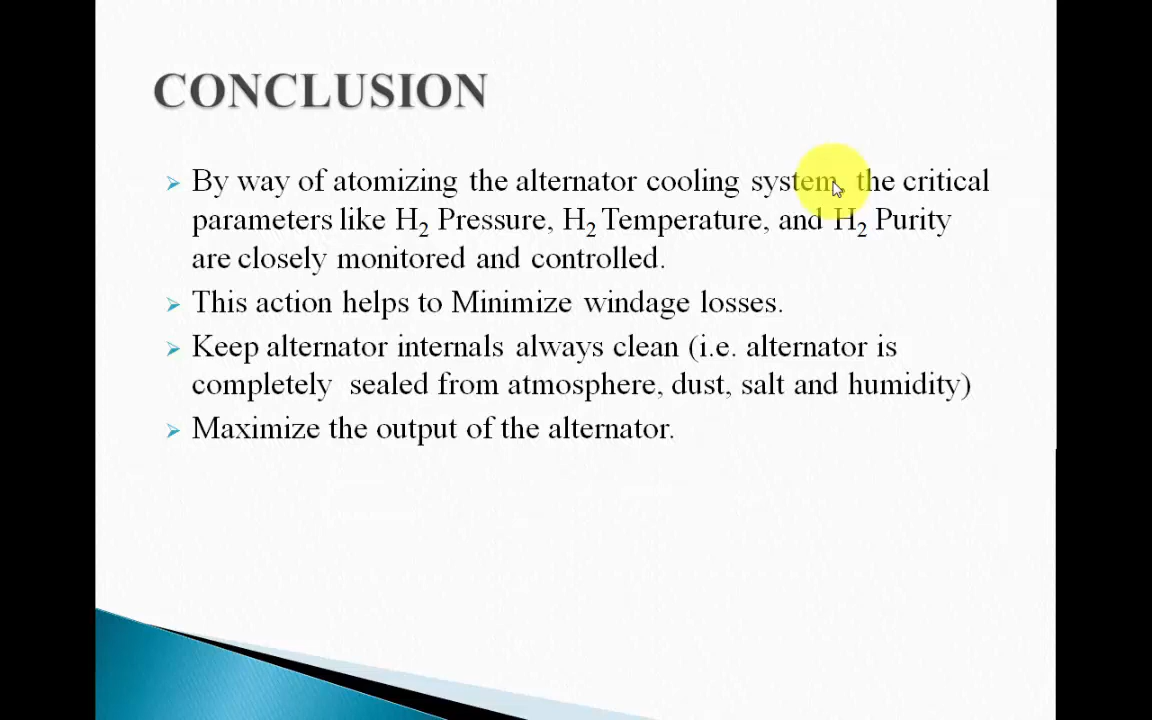 CONCLUSION
By way of atomizing the alternator cooling system, the critical
parameters like H₂ Pressure, H₂ Temperature, and H₂ Purity
are closely monitored and controlled.
This action helps to Minimize windage losses.
Keep alternator internals always clean (i.e. alternator is
completely sealed from atmosphere, dust, salt and humidity)
Maximize the output of the alternator.